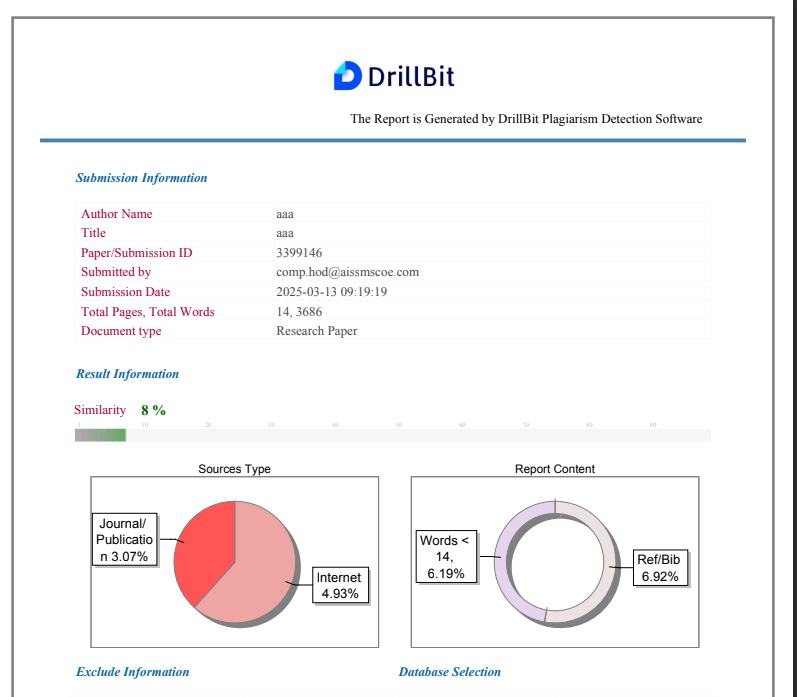 DrillBit
The Report is Generated by DrillBit Plagiarism Detection Software
Submission Information
Author Name aaa
Title aaa
Paper/Submission ID 3399146
Submitted by comp.hod@aissmscoe.com
Submission Date 2025-03-13 09:19:19
Total Pages, Total Words 14, 3686
Document type Research Paper
Result Information
Similarity 8 %
1 10 20 30 40 50 60 70 80 90
Sources Type
Journal/
Publicatio
n 3.07%
Internet
4.93%
Report Content
Words <
14,
6.19%
Ref/Bib
6.92%
Exclude Information
Database Selection